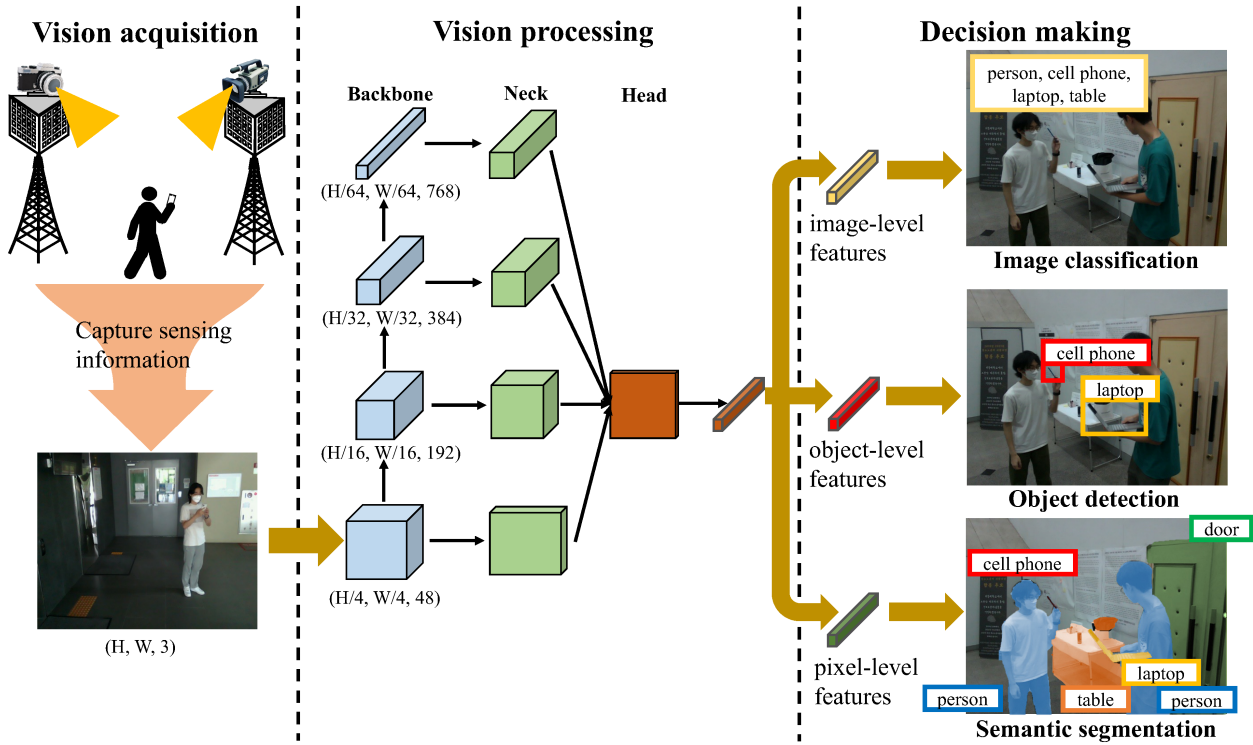 Vision acquisition
Capture sensing
information
(H, W, 3)
Vision processing
Backbone
Neck
Head
(H/64, W/64, 768)
(H/32, W/32, 384)
(H/16, W/16, 192)
(H/4, W/4, 48)
Decision making
image-level
features
person, cell phone,
laptop, table
Image classification
object-level
features
cell phone
laptop
Object detection
pixel-level
features
door
cell phone
laptop
person
table
person
Semantic segmentation